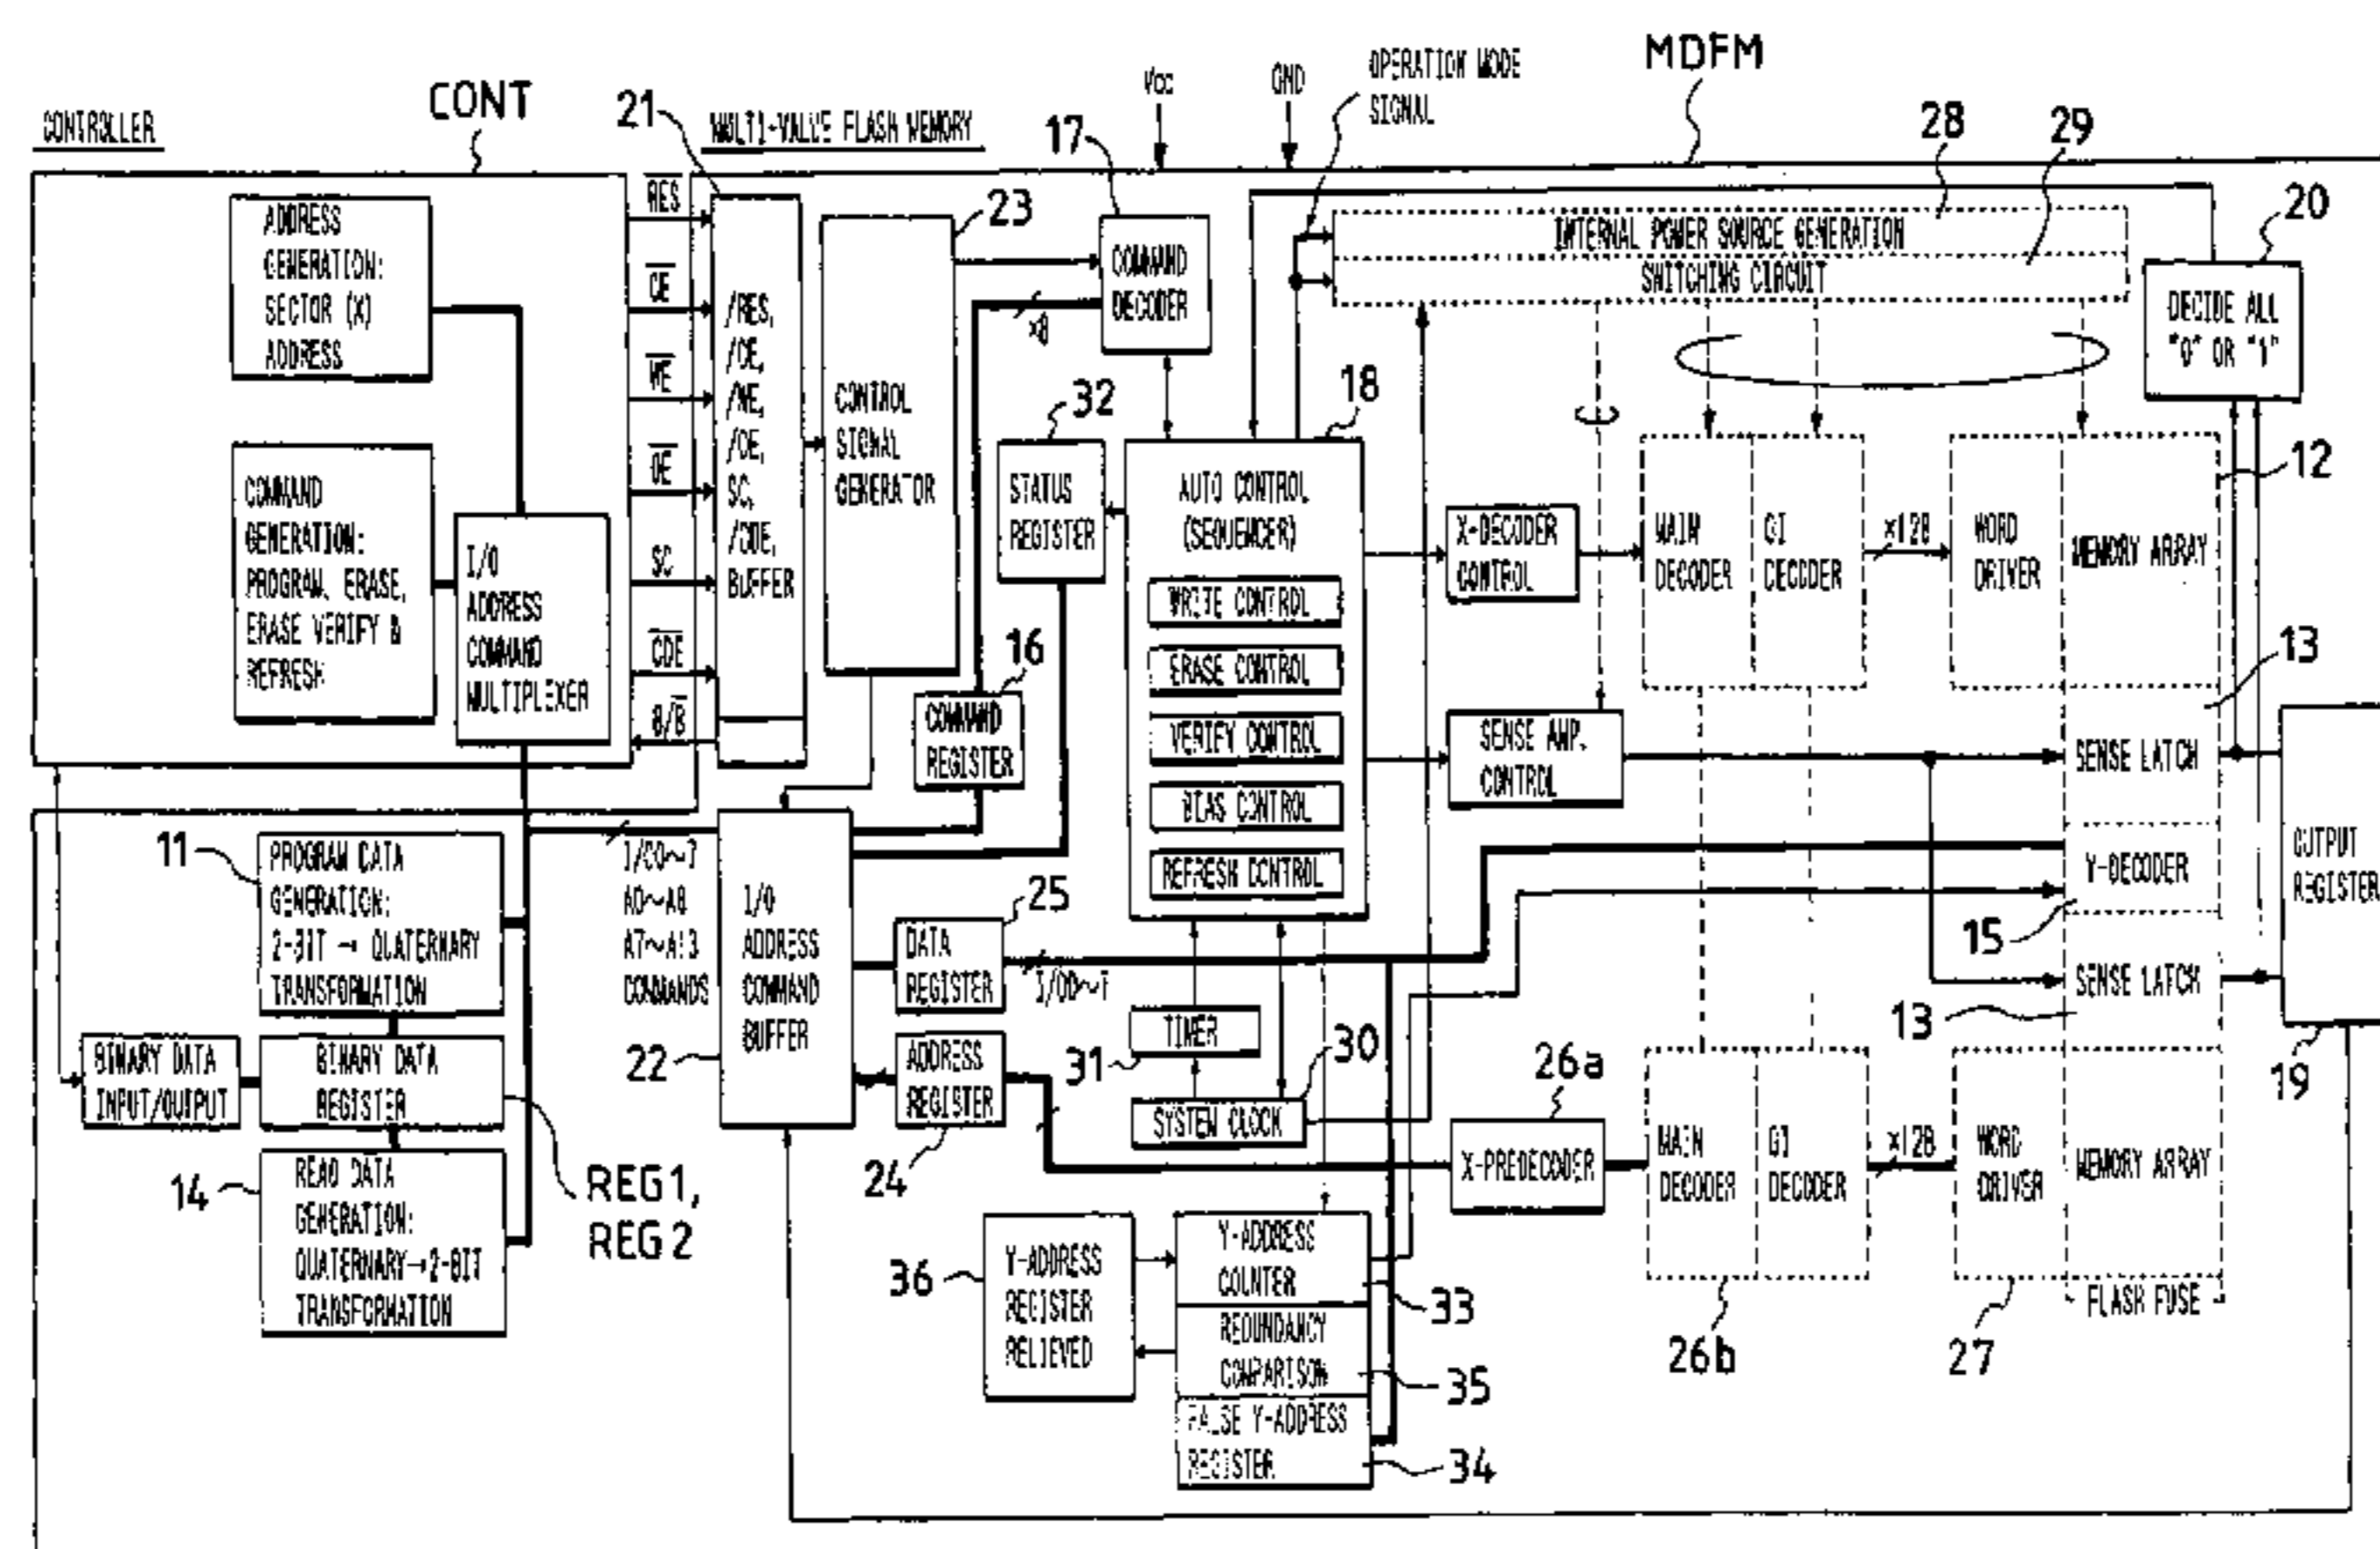 CONTROLLER
CONT
21
MULTI-VALUE FLASH MEMORY
17
Vcc
GND
OPERATION MODE
SIGNAL
MDFM
28
29
20
ADDRESS
GENERATION:
SECTOR (X)
ADDRESS
COMMAND
GENERATION:
PROGRAM, ERASE,
ERASE VERIFY &
REFRESH
I/O
ADDRESS
COMMAND
MULTIPLEXER
RES
CE
WE
OE
SC
CDE
R/B
/RES,
/CE,
/WE,
/OE,
SC,
/CDE,
BUFFER
23
CONTROL
SIGNAL
GENERATOR
COMMAND
DECODER
×8
INTERNAL POWER SOURCE GENERATION
SWITCHING CIRCUIT
DECIDE ALL
"0" OR "1"
32
STATUS
REGISTER
16
COMMAND
REGISTER
18
AUTO CONTROL
(SEQUENCER)
WRITE CONTROL
ERASE CONTROL
VERIFY CONTROL
BIAS CONTROL
REFRESH CONTROL
X-DECODER
CONTROL
SENSE AMP.
CONTROL
MAIN
DECODER
GI
DECODER
×128
WORD
DRIVER
MEMORY ARRAY
12
13
SENSE LATCH
Y-DECODER
15
SENSE LATCH
13
OUTPUT
REGISTER
19
11
PROGRAM DATA
GENERATION:
2-BIT → QUATERNARY
TRANSFORMATION
BINARY DATA
INPUT/OUTPUT
BINARY DATA
REGISTER
14
READ DATA
GENERATION:
QUATERNARY→2-BIT
TRANSFORMATION
REG1,
REG2
I/O0~7
A0~A8
A7~A13
COMMANDS
22
I/O
ADDRESS
COMMAND
BUFFER
25
DATA
REGISTER
I/O0~7
ADDRESS
REGISTER
24
TIMER
31
30
SYSTEM CLOCK
26a
X-PREDECODER
MAIN
DECODER
GI
DECODER
×128
WORD
DRIVER
MEMORY ARRAY
FLASH FUSE
26b
27
36
Y-ADDRESS
REGISTER
RELIEVED
Y-ADDRESS
COUNTER
33
REDUNDANCY
COMPARISON
35
FALSE Y-ADDRESS
REGISTER
34